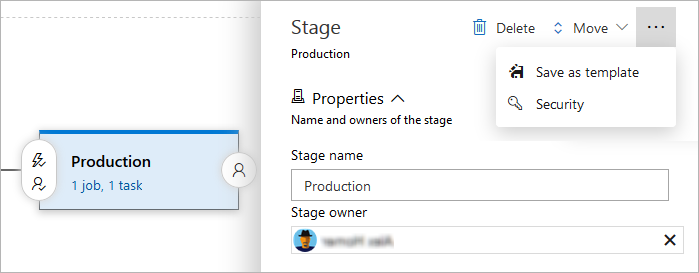 Stage
Delete
Move
Production
Save as template
Security
Properties
Name and owners of the stage
Production
1 job, 1 task
Stage name
Production
Stage owner